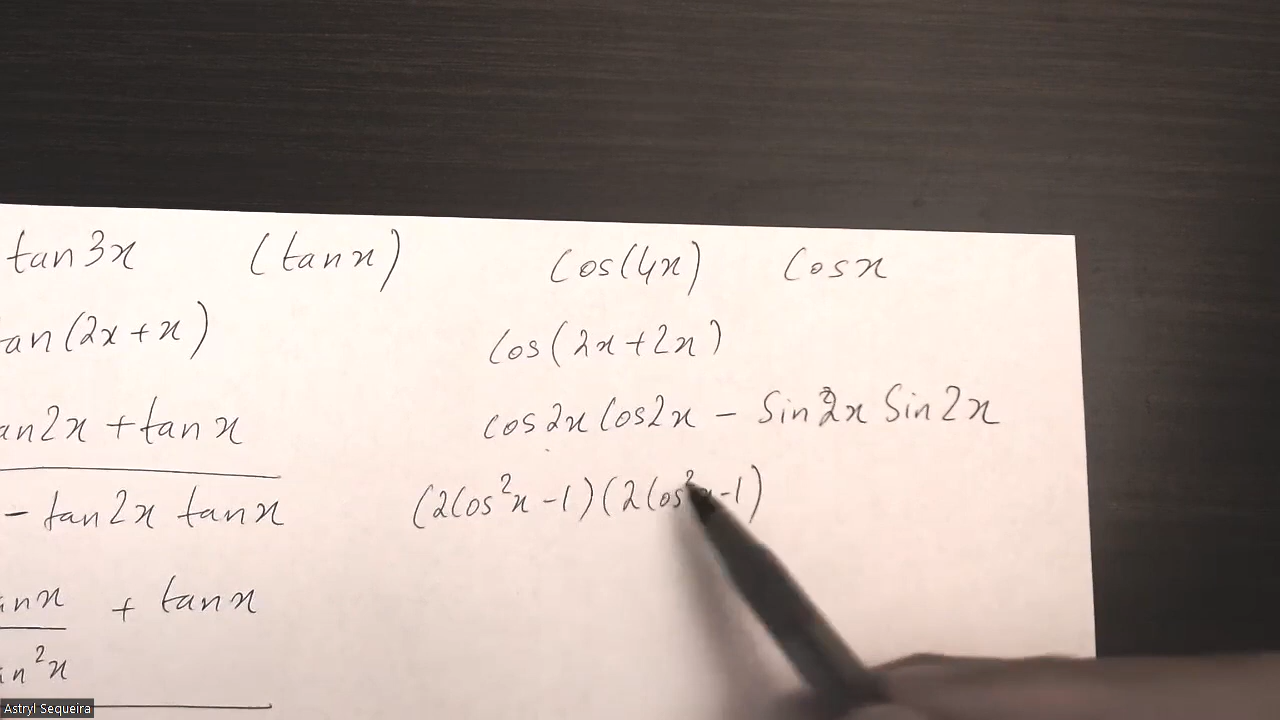 tan3x (tanx) cos(4x) cosx
an(2x+x) cos(2x+2x)
an2x + tanx cos2x cos2x - Sin2x Sin2x
- tan2x tanx (2cos²x-1)(2cos²x-1)
anx + tanx
n²x
Astryl Sequeira